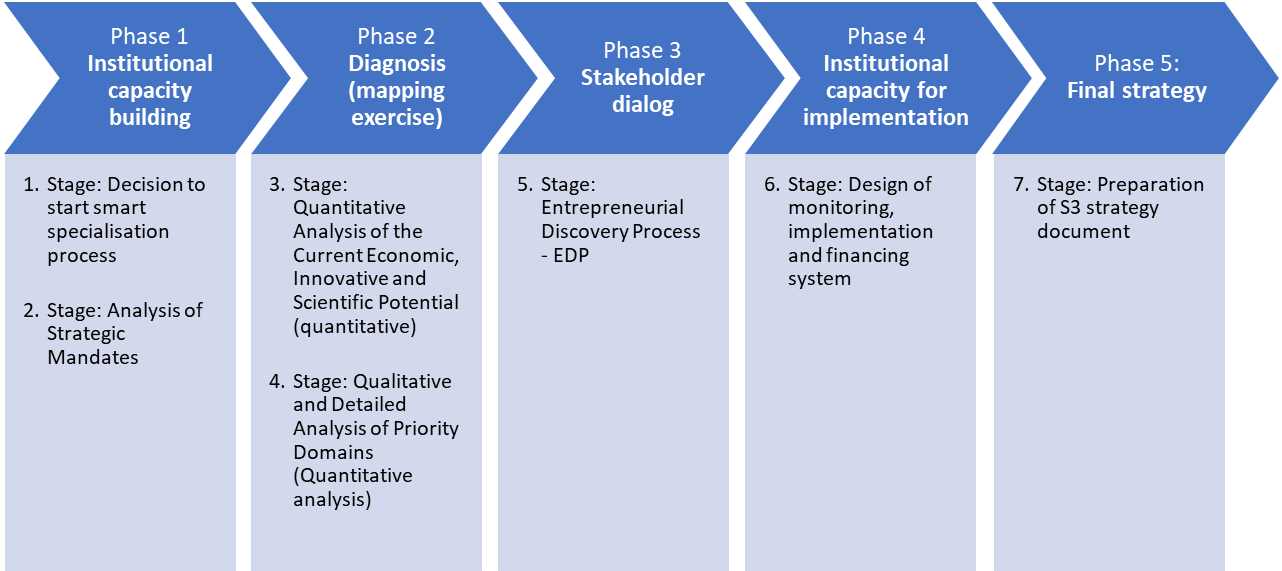 Phase 1
Institutional
capacity
building
Phase 2
Diagnosis
(mapping
exercise)
Phase 3
Stakeholder
dialog
Phase 4
Institutional
capacity for
implementation
Phase 5:
Final strategy
1. Stage: Decision to
start smart
specialisation
process
2. Stage: Analysis of
Strategic
Mandates
3. Stage:
Quantitative
Analysis of the
Current Economic,
Innovative and
Scientific Potential
(quantitative)
4. Stage: Qualitative
and Detailed
Analysis of Priority
Domains
(Quantitative
analysis)
5. Stage:
Entrepreneurial
Discovery Process
- EDP
6. Stage: Design of
monitoring,
implementation
and financing
system
7. Stage: Preparation
of S3 strategy
document